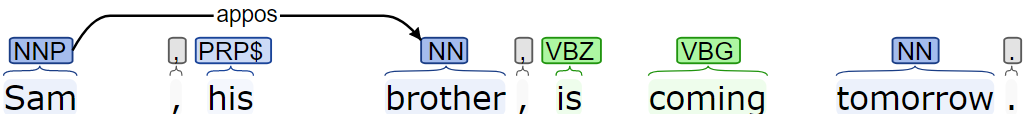 appos
NNP , PRP$ NN , VBZ VBG NN .
Sam , his brother , is coming tomorrow .